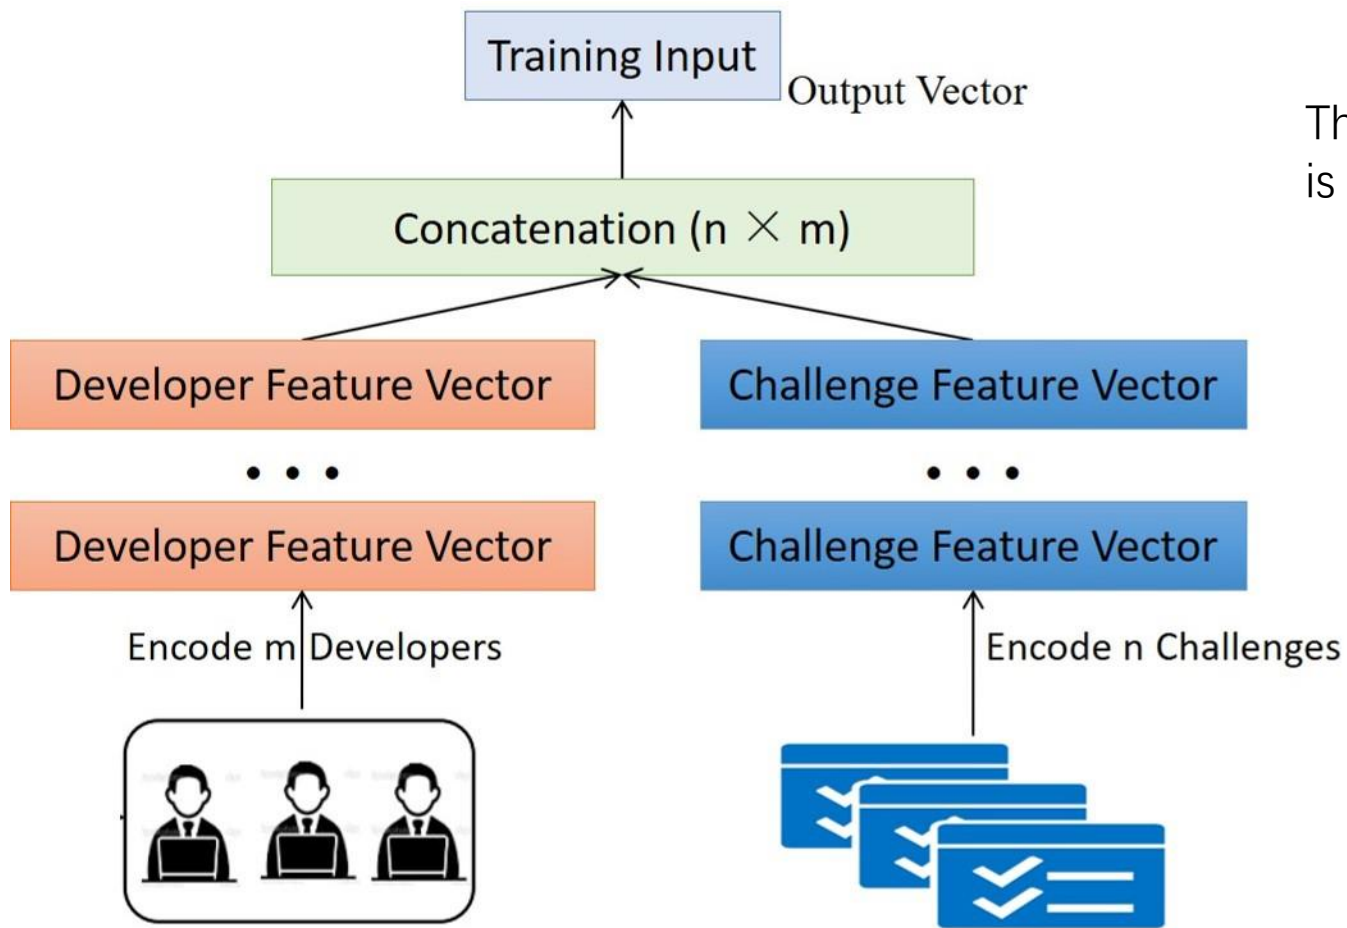 Training Input
Output Vector
Th
is
Concatenation (n × m)
Developer Feature Vector
Challenge Feature Vector
• • •
• • •
Developer Feature Vector
Challenge Feature Vector
Encode m Developers
Encode n Challenges